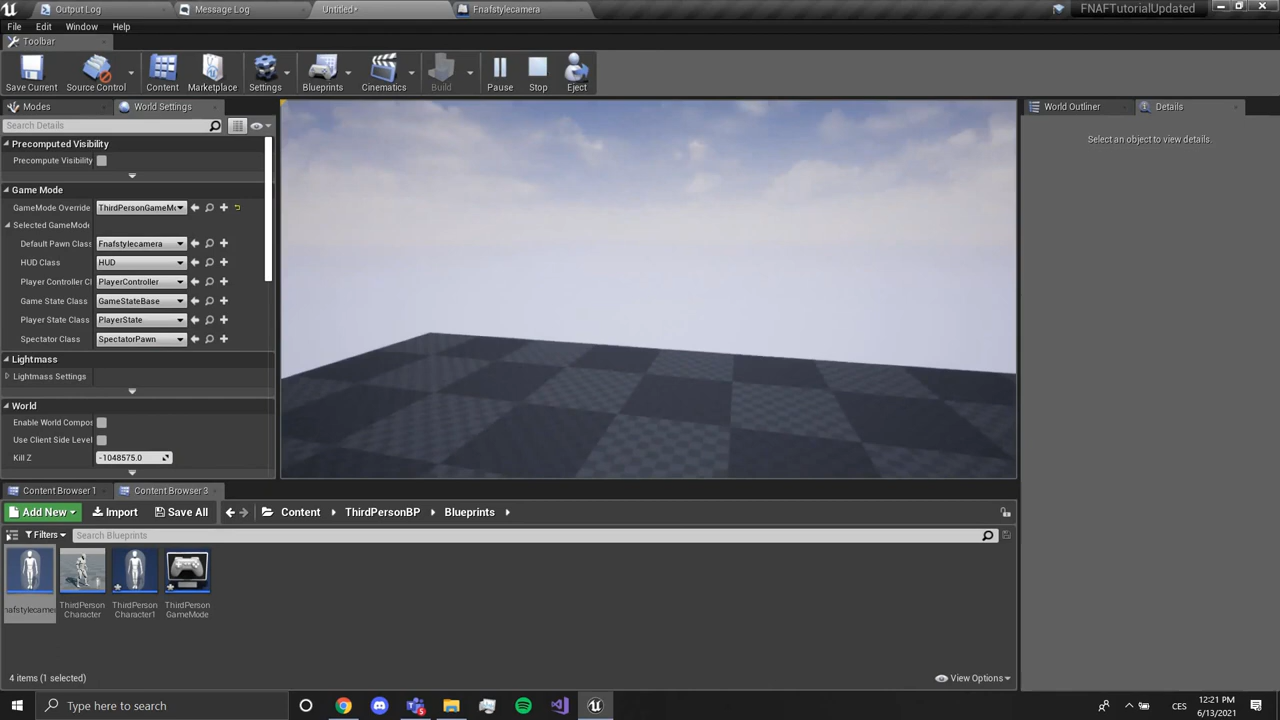 Output Log
Message Log
Untitled*
Fnafstylecamera
FNAFTutorialUpdated
File Edit Window Help
Toolbar
Save Current
Source Control
Content
Marketplace
Settings
Blueprints
Cinematics
Build
Pause
Stop
Eject
Modes
World Settings
World Outliner
Details
Search Details
Select an object to view details.
Precomputed Visibility
Precompute Visibility
Game Mode
GameMode Override ThirdPersonGameMo
Selected GameMode
Default Pawn Class Fnafstylecamera
HUD Class HUD
Player Controller Cl PlayerController
Game State Class GameStateBase
Player State Class PlayerState
Spectator Class SpectatorPawn
Lightmass
Lightmass Settings
World
Enable World Compos
Use Client Side Level
Kill Z -1048575.0
Content Browser 1
Content Browser 3
Add New Import Save All Content ThirdPersonBP Blueprints
Filters Search Blueprints
nafstylecamer
ThirdPerson
Character
ThirdPerson
Character1
ThirdPerson
GameMode
4 items (1 selected)
View Options
Type here to search
CES
12:21 PM
6/13/2021